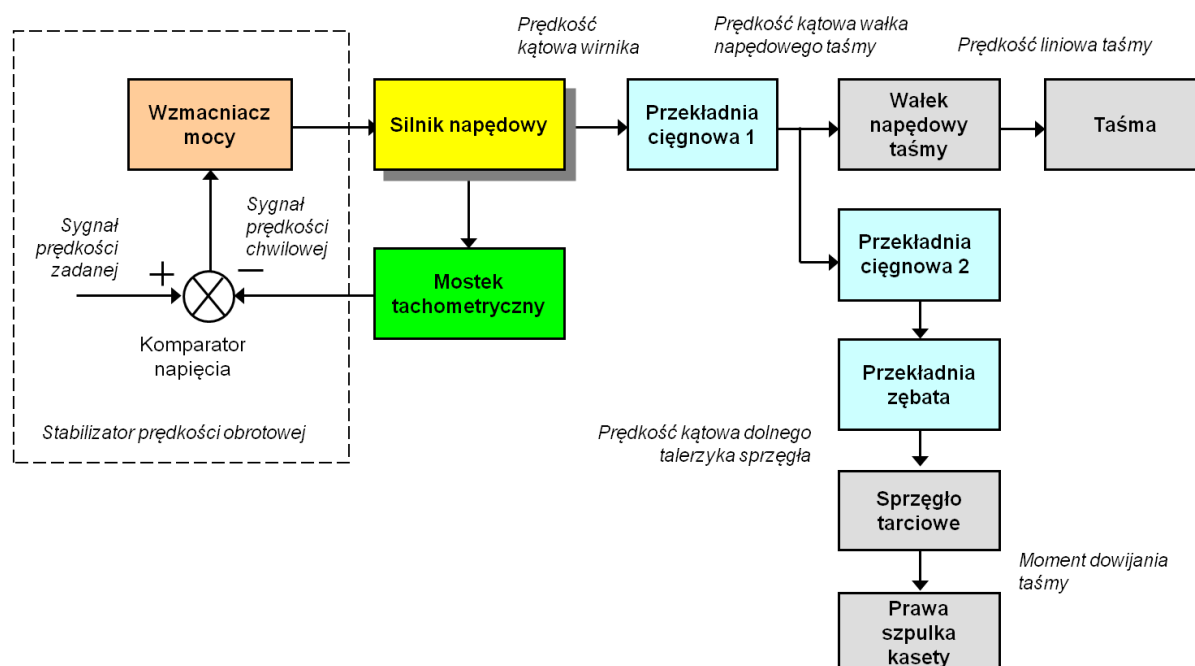 Prędkość
kątowa wirnika
Prędkość kątowa wałka
napędowego taśmy
Prędkość liniowa taśmy
Wzmacniacz
mocy
Silnik napędowy
Przekładnia
cięgnowa 1
Wałek
napędowy
taśmy
Taśma
Sygnał
prędkości
zadanej
Sygnał
prędkości
chwilowej
+
−
Mostek
tachometryczny
Przekładnia
cięgnowa 2
Komparator
napięcia
Przekładnia
zębata
Stabilizator prędkości obrotowej
Prędkość kątowa dolnego
talerzyka sprzęgła
Sprzęgło
tarciowe
Moment dowijania
taśmy
Prawa
szpulka
kasety